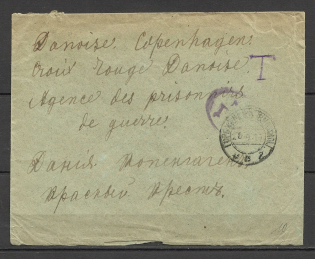 Danoise. Copenhagen.
Croix Rouge Danoise.
T
Agence des prisonniers
de guerre.
Данія Копенгагенъ
Красный Крестъ.